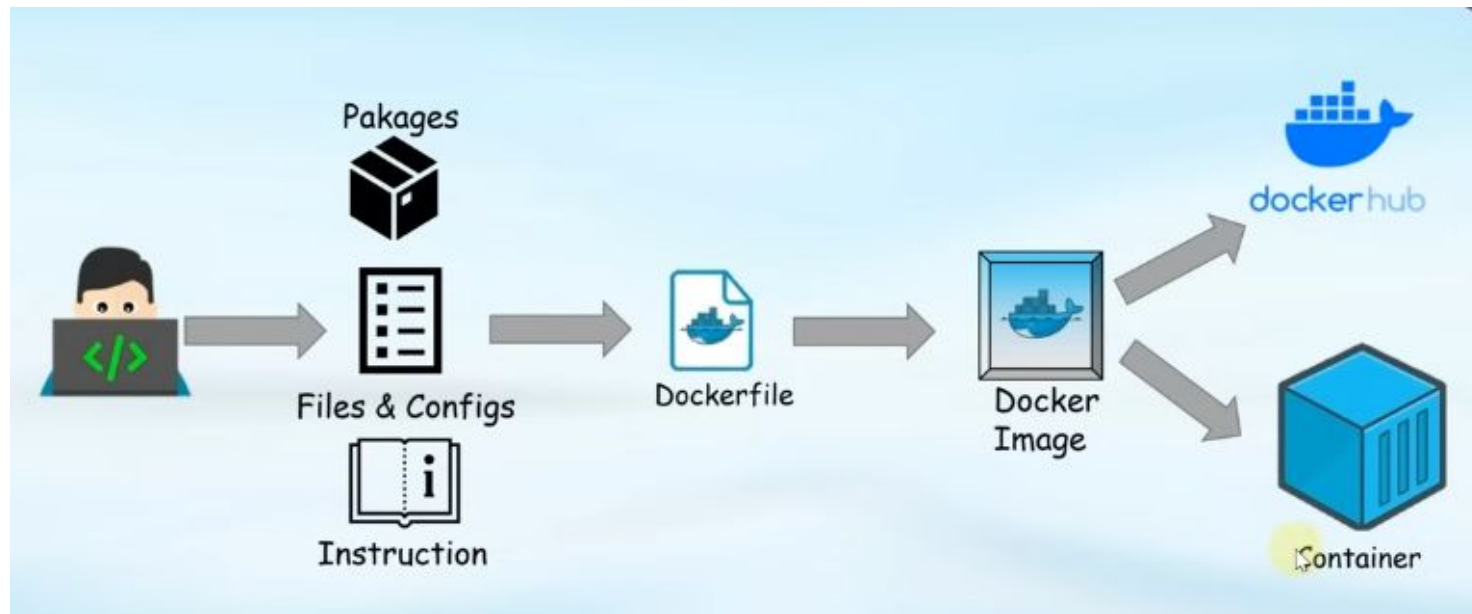 Pakages
Files & Configs
Instruction
</>
i
Dockerfile
Docker
Image
dockerhub
Container